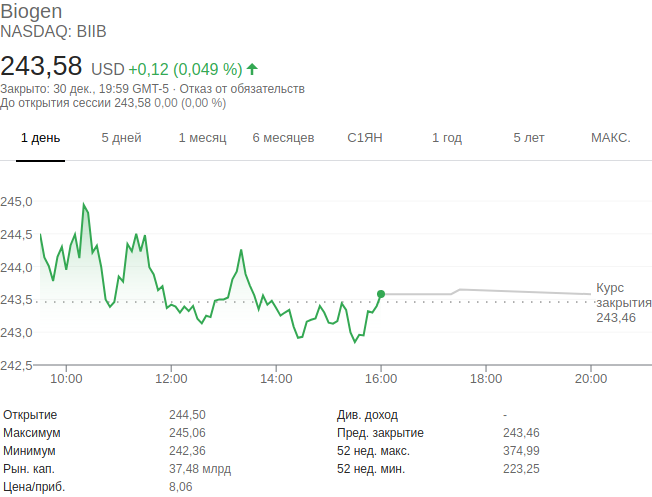 Biogen
NASDAQ: BIIB
243,58 USD +0,12 (0,049 %)
Закрыто: 30 дек., 19:59 GMT-5 · Отказ от обязательств
До открытия сессии 243,58 0,00 (0,00 %)
1 день 5 дней 1 месяц 6 месяцев С1ЯН 1 год 5 лет МАКС.
245,0
244,5
244,0
243,5
243,0
242,5
Курс
закрытия
243,46
10:00 12:00 14:00 16:00 18:00 20:00
Открытие 244,50 Див. доход -
Максимум 245,06 Пред. закрытие 243,46
Минимум 242,36 52 нед. макс. 374,99
Рын. кап. 37,48 млрд 52 нед. мин. 223,25
Цена/приб. 8,06